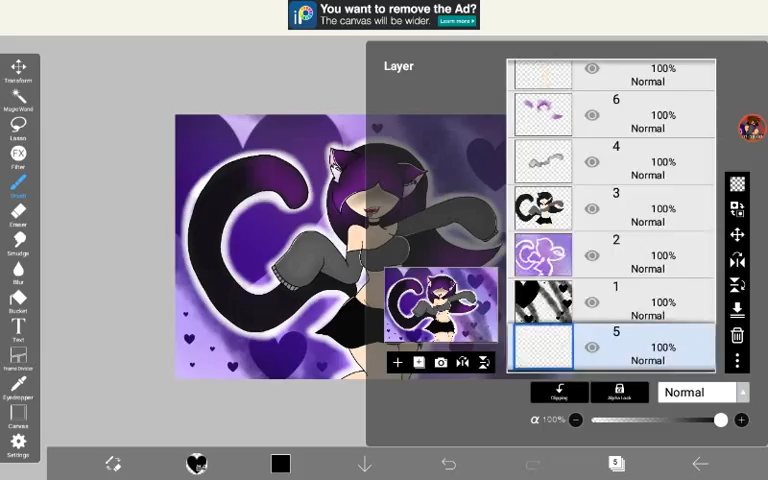 You want to remove the Ad?
The canvas will be wider.
Learn more ▸
Transform
Magic Wand
Lasso
FX
Filter
Brush
Eraser
Smudge
Blur
Bucket
T
Text
Frame Divider
Eyedropper
Canvas
Settings
Layer
100%
Normal
6
100%
Normal
4
100%
Normal
3
100%
Normal
2
100%
Normal
1
100%
Normal
5
100%
Normal
Clipping
Alpha Lock
Normal
α 100%
5